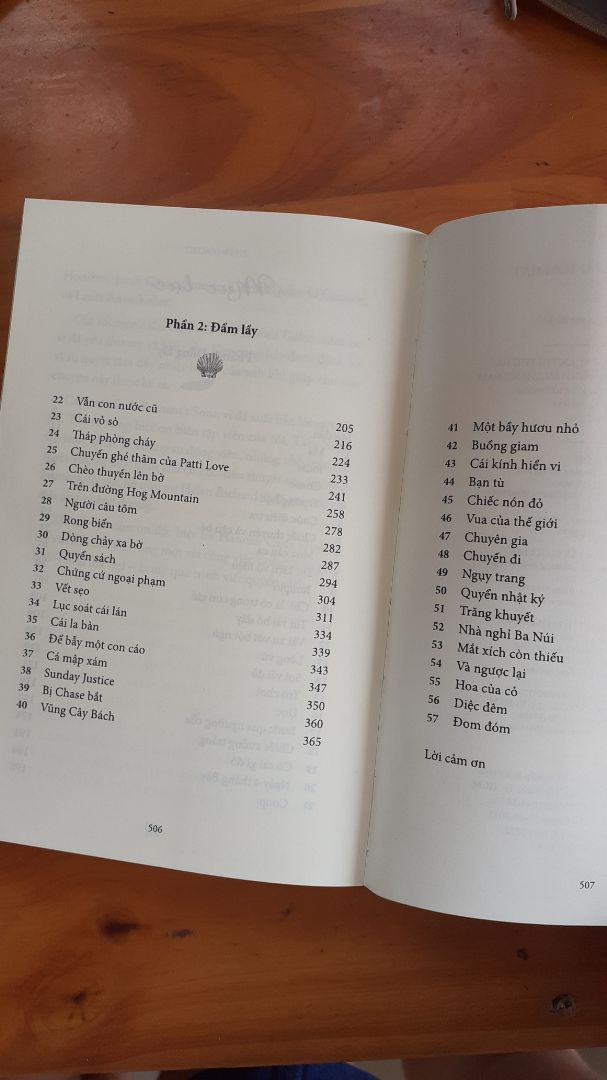 Phần 2: Đầm lầy
22 Vẫn con nước cũ 205
23 Cái vỏ sò 216
24 Tháp phòng cháy 224
25 Chuyến ghé thăm của Patti Love 233
26 Chèo thuyền lên bờ 241
27 Trên đường Hog Mountain 258
28 Người câu tôm 278
29 Rong biển 282
30 Dòng chảy xa bờ 287
31 Quyển sách 294
32 Chứng cứ ngoại phạm 304
33 Vết sẹo 311
34 Lục soát cái lán 334
35 Cái la bàn 339
36 Để bẫy một con cáo 343
37 Cá mập xám 347
38 Sunday Justice 350
39 Bị Chase bắt 360
40 Vũng Cây Bách 365
506
41 Một bầy hươu nhỏ
42 Buồng giam
43 Cái kính hiển vi
44 Bạn tù
45 Chiếc nón đỏ
46 Vua của thế giới
47 Chuyên gia
48 Chuyến đi
49 Ngụy trang
50 Quyển nhật ký
51 Trăng khuyết
52 Nhà nghỉ Ba Núi
53 Mắt xích còn thiếu
54 Và ngược lại
55 Hoa của cỏ
56 Diệc đêm
57 Đom đóm
Lời cảm ơn
507